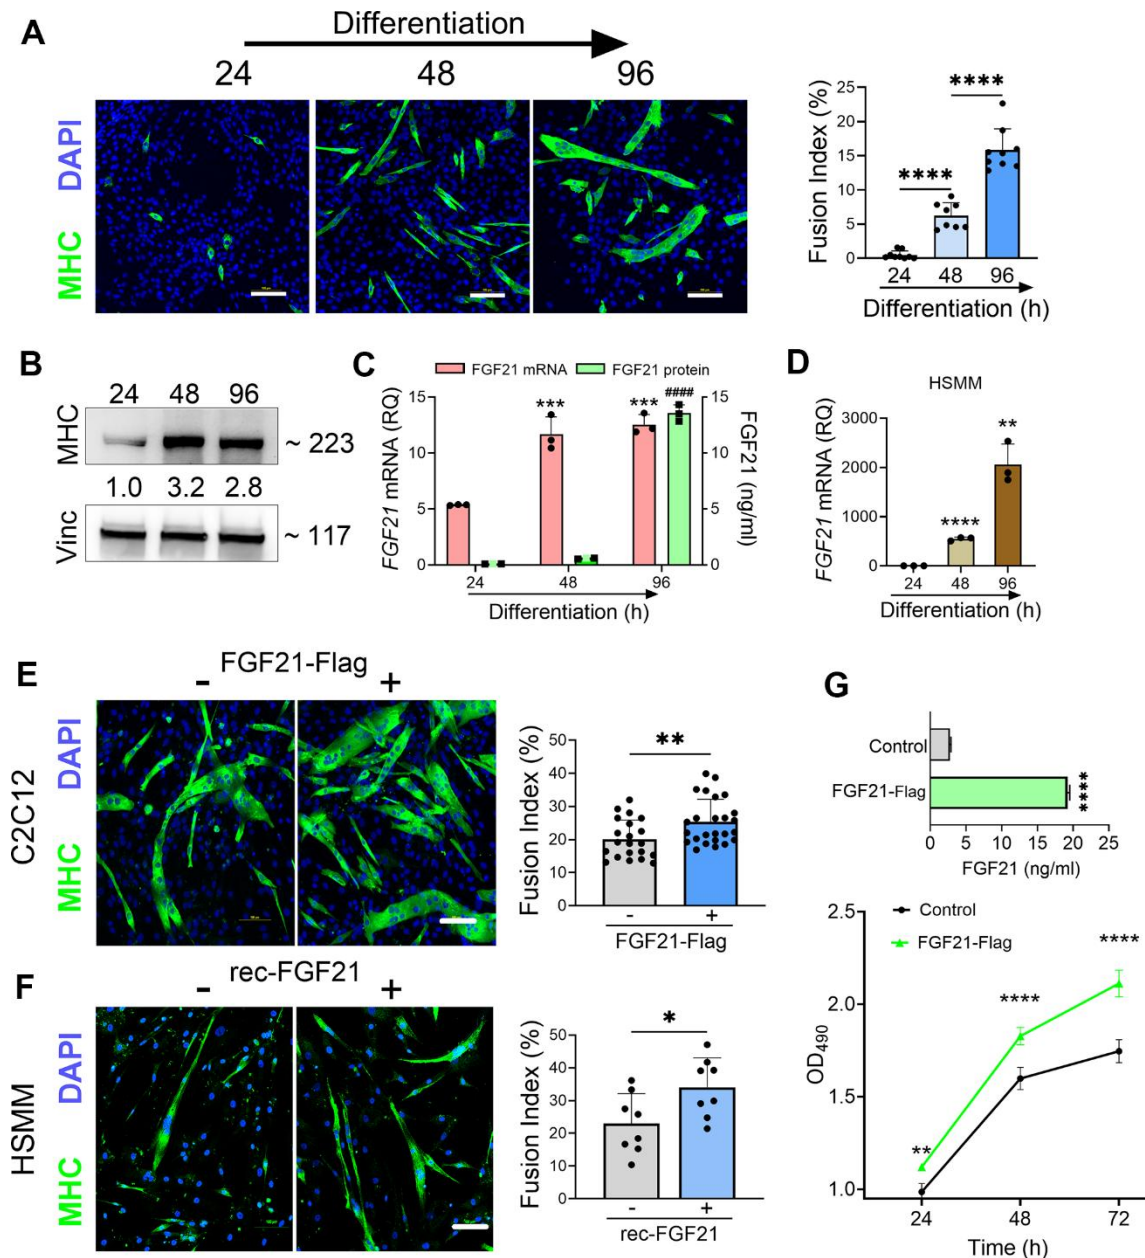 A
Differentiation
24 48 96
MHC DAPI
Fusion Index (%)
25
20
15
10
5
0
****
****
24 48 96
Differentiation (h)
B
24 48 96
MHC
~ 223
1.0 3.2 2.8
Vinc
~ 117
C
FGF21 mRNA FGF21 protein
FGF21 mRNA (RQ)
15
10
5
0
***
***
####
15
10
5
0
FGF21 (ng/ml)
24 48 96
Differentiation (h)
D
HSMM
FGF21 mRNA (RQ)
3000
2000
1000
0
****
**
24 48 96
Differentiation (h)
E
FGF21-Flag
- +
C2C12
MHC DAPI
Fusion Index (%)
50
40
30
20
10
0
**
- +
FGF21-Flag
F
rec-FGF21
- +
HSMM
MHC DAPI
Fusion Index (%)
50
40
30
20
10
0
*
- +
rec-FGF21
G
Control
FGF21-Flag
****
0 5 10 15 20 25
FGF21 (ng/ml)
Control
FGF21-Flag
OD490
2.5
2.0
1.5
1.0
**
****
****
24 48 72
Time (h)